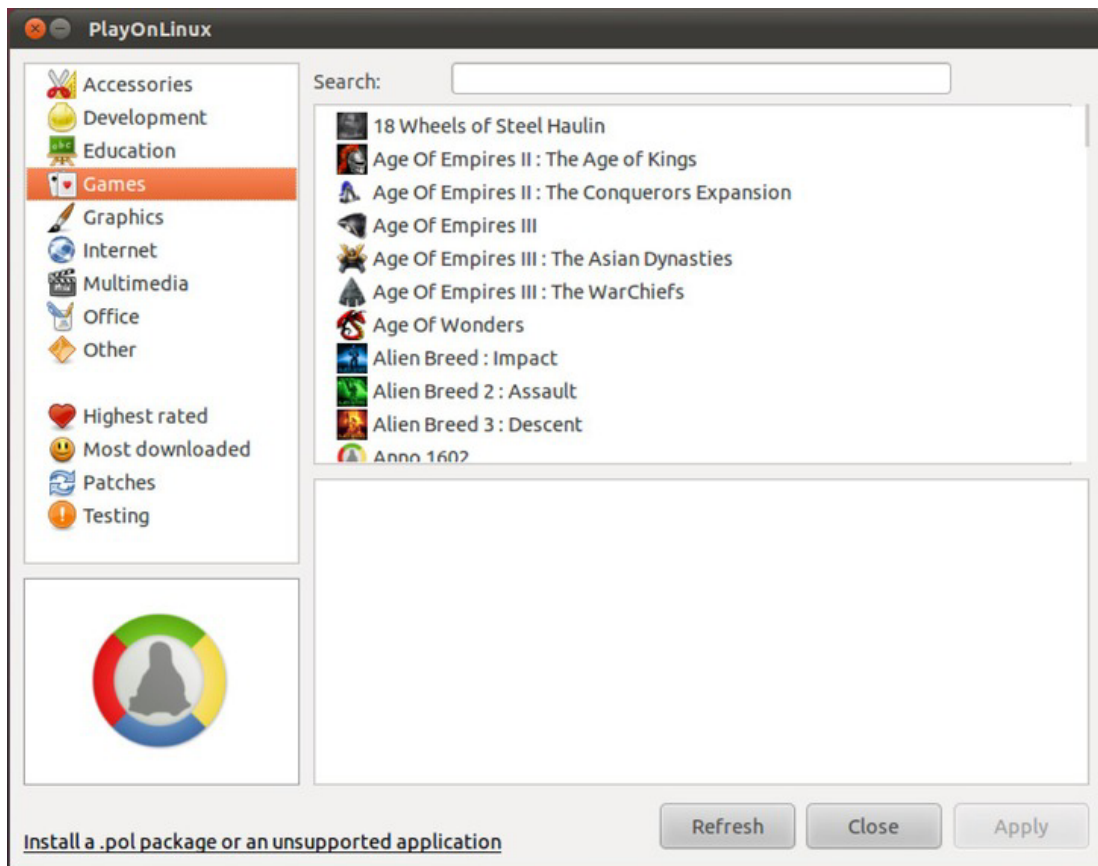 PlayOnLinux
Accessories
Development
Education
Games
Graphics
Internet
Multimedia
Office
Other
Highest rated
Most downloaded
Patches
Testing
Search:
18 Wheels of Steel Haulin
Age Of Empires II : The Age of Kings
Age Of Empires II : The Conquerors Expansion
Age Of Empires III
Age Of Empires III : The Asian Dynasties
Age Of Empires III : The WarChiefs
Age Of Wonders
Alien Breed : Impact
Alien Breed 2 : Assault
Alien Breed 3 : Descent
Anno 1602
Install a .pol package or an unsupported application
Refresh
Close
Apply